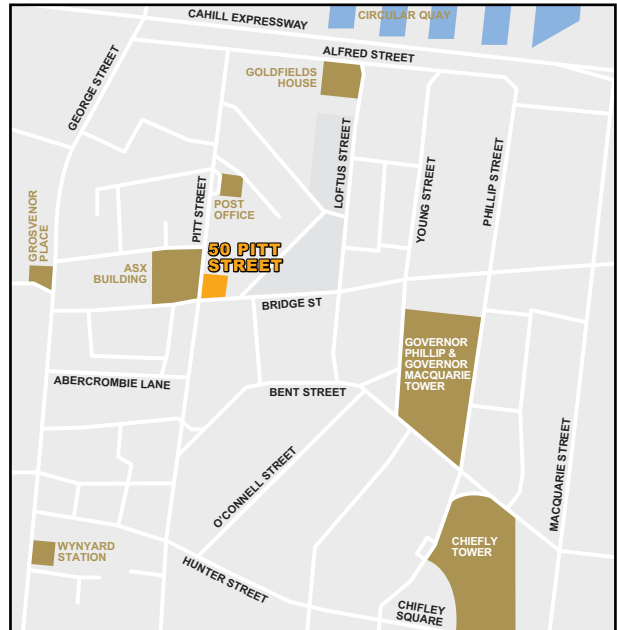 CIRCULAR QUAY
CAHILL EXPRESSWAY
ALFRED STREET
GEORGE STREET
GOLDFIELDS
HOUSE
LOFTUS STREET
YOUNG STREET
PHILLIP STREET
PITT STREET
POST
OFFICE
GROSVENOR
PLACE
ASX
BUILDING
50 PITT
STREET
BRIDGE ST
GOVERNOR
PHILLIP &
GOVERNOR
MACQUARIE
TOWER
ABERCROMBIE LANE
BENT STREET
O'CONNELL STREET
MACQUARIE STREET
WYNYARD
STATION
HUNTER STREET
CHIEFLY
TOWER
CHIFLEY
SQUARE